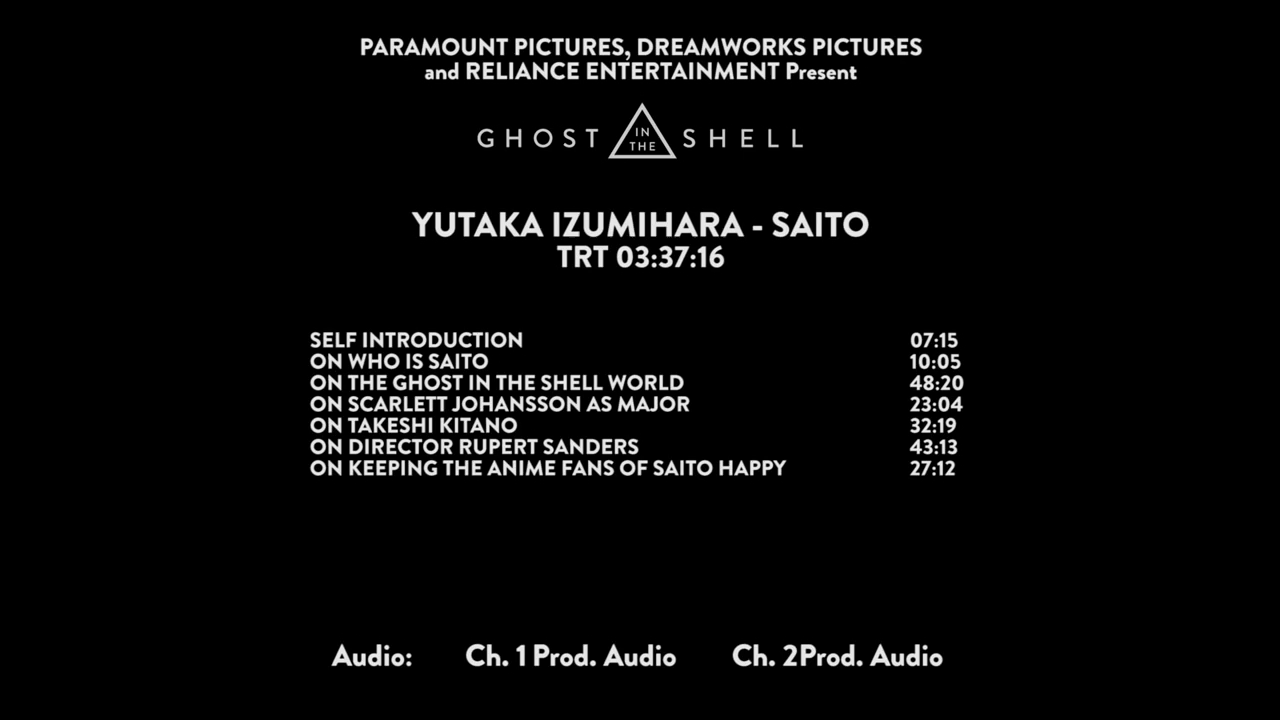 PARAMOUNT PICTURES, DREAMWORKS PICTURES
and RELIANCE ENTERTAINMENT Present
GHOST IN THE SHELL
YUTAKA IZUMIHARA - SAITO
TRT 03:37:16
SELF INTRODUCTION 07:15
ON WHO IS SAITO 10:05
ON THE GHOST IN THE SHELL WORLD 48:20
ON SCARLETT JOHANSSON AS MAJOR 23:04
ON TAKESHI KITANO 32:19
ON DIRECTOR RUPERT SANDERS 43:13
ON KEEPING THE ANIME FANS OF SAITO HAPPY 27:12
Audio: Ch. 1 Prod. Audio Ch. 2Prod. Audio